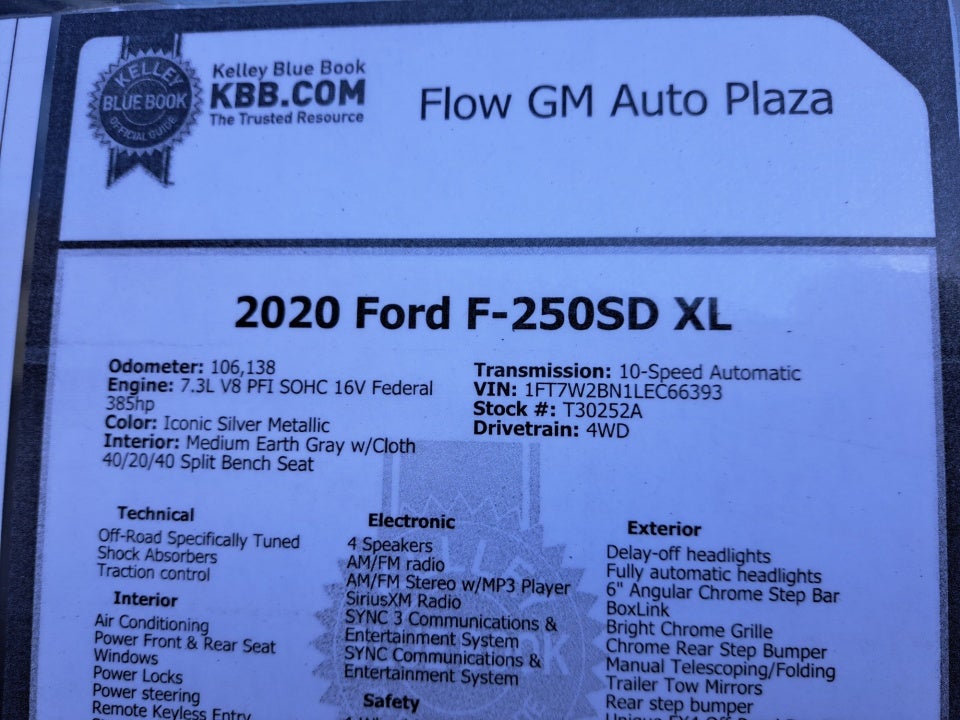 KELLEY
BLUE BOOK
OFFICIAL GUIDE
Kelley Blue Book
KBB.COM
The Trusted Resource
Flow GM Auto Plaza
2020 Ford F-250SD XL
Odometer: 106,138
Engine: 7.3L V8 PFI SOHC 16V Federal
385hp
Color: Iconic Silver Metallic
Interior: Medium Earth Gray w/Cloth
40/20/40 Split Bench Seat
Transmission: 10-Speed Automatic
VIN: 1FT7W2BN1LEC66393
Stock #: T30252A
Drivetrain: 4WD
Technical
Off-Road Specifically Tuned
Shock Absorbers
Traction control
Interior
Air Conditioning
Power Front & Rear Seat
Windows
Power Locks
Power steering
Remote Keyless Entry
Electronic
4 Speakers
AM/FM radio
AM/FM Stereo w/MP3 Player
SiriusXM Radio
SYNC 3 Communications &
Entertainment System
SYNC Communications &
Entertainment System
Safety
Exterior
Delay-off headlights
Fully automatic headlights
6" Angular Chrome Step Bar
BoxLink
Bright Chrome Grille
Chrome Rear Step Bumper
Manual Telescoping/Folding
Trailer Tow Mirrors
Rear step bumper